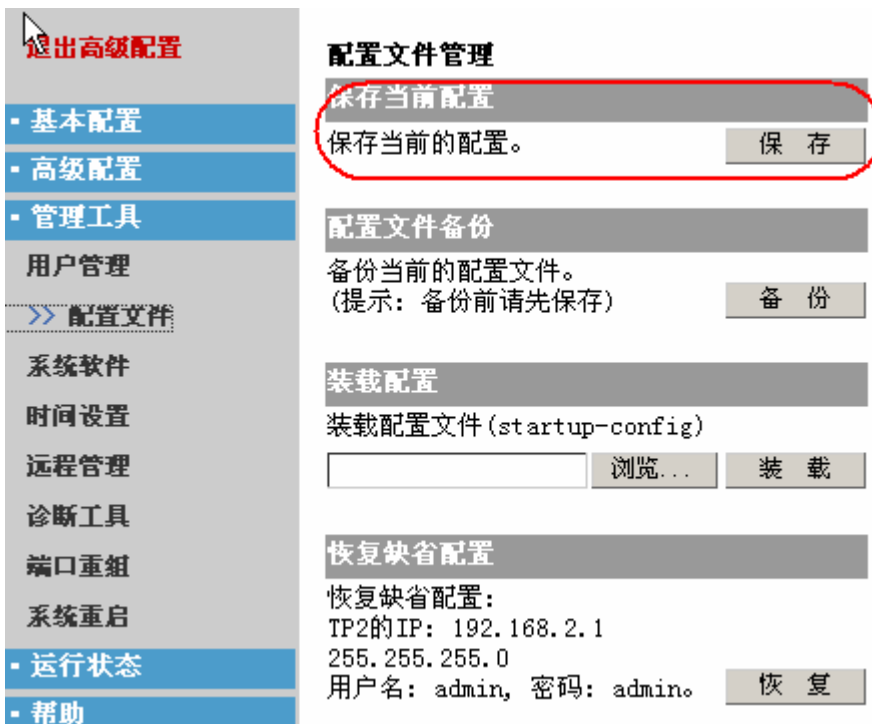 退出高级配置
▪ 基本配置
▪ 高级配置
▪ 管理工具
用户管理
>> 配置文件
系统软件
时间设置
远程管理
诊断工具
端口重组
系统重启
▪ 运行状态
▪ 帮助
配置文件管理
保存当前配置
保存当前的配置。 保 存
配置文件备份
备份当前的配置文件。
(提示：备份前请先保存) 备 份
装载配置
装载配置文件(startup-config)
浏览... 装 载
恢复缺省配置
恢复缺省配置：
TP2的IP：192.168.2.1
255.255.255.0
用户名：admin, 密码：admin。 恢 复